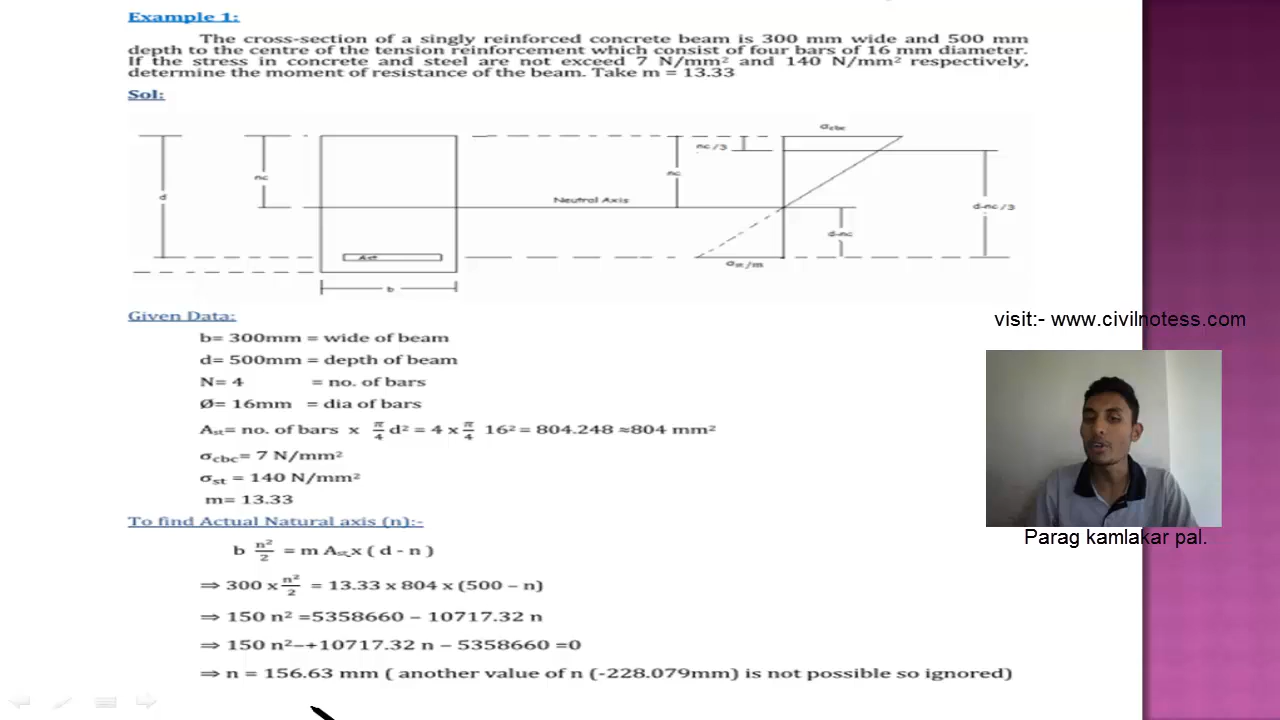 Example 1:
The cross-section of a singly reinforced concrete beam is 300 mm wide and 500 mm
depth to the centre of the tension reinforcement which consist of four bars of 16 mm diameter.
If the stress in concrete and steel are not exceed 7 N/mm² and 140 N/mm² respectively,
determine the moment of resistance of the beam. Take m = 13.33
Sol:
σcbc
nc/3
nc
nc
d
Neutral Axis
d-nc/3
d-nc
Ast
σst/m
b
Given Data:
visit:- www.civilnotess.com
b= 300mm = wide of beam
d= 500mm = depth of beam
N= 4 = no. of bars
Ø= 16mm = dia of bars
Ast= no. of bars x π/4 d² = 4 x π/4 16² = 804.248 ≈804 mm²
σcbc= 7 N/mm²
σst = 140 N/mm²
m= 13.33
To find Actual Natural axis (n):-
Parag kamlakar pal.
b n²/2 = m Ast x ( d - n )
⇒ 300 x n²/2 = 13.33 x 804 x (500 – n)
⇒ 150 n² =5358660 – 10717.32 n
⇒ 150 n²–+10717.32 n – 5358660 =0
⇒ n = 156.63 mm ( another value of n (-228.079mm) is not possible so ignored)